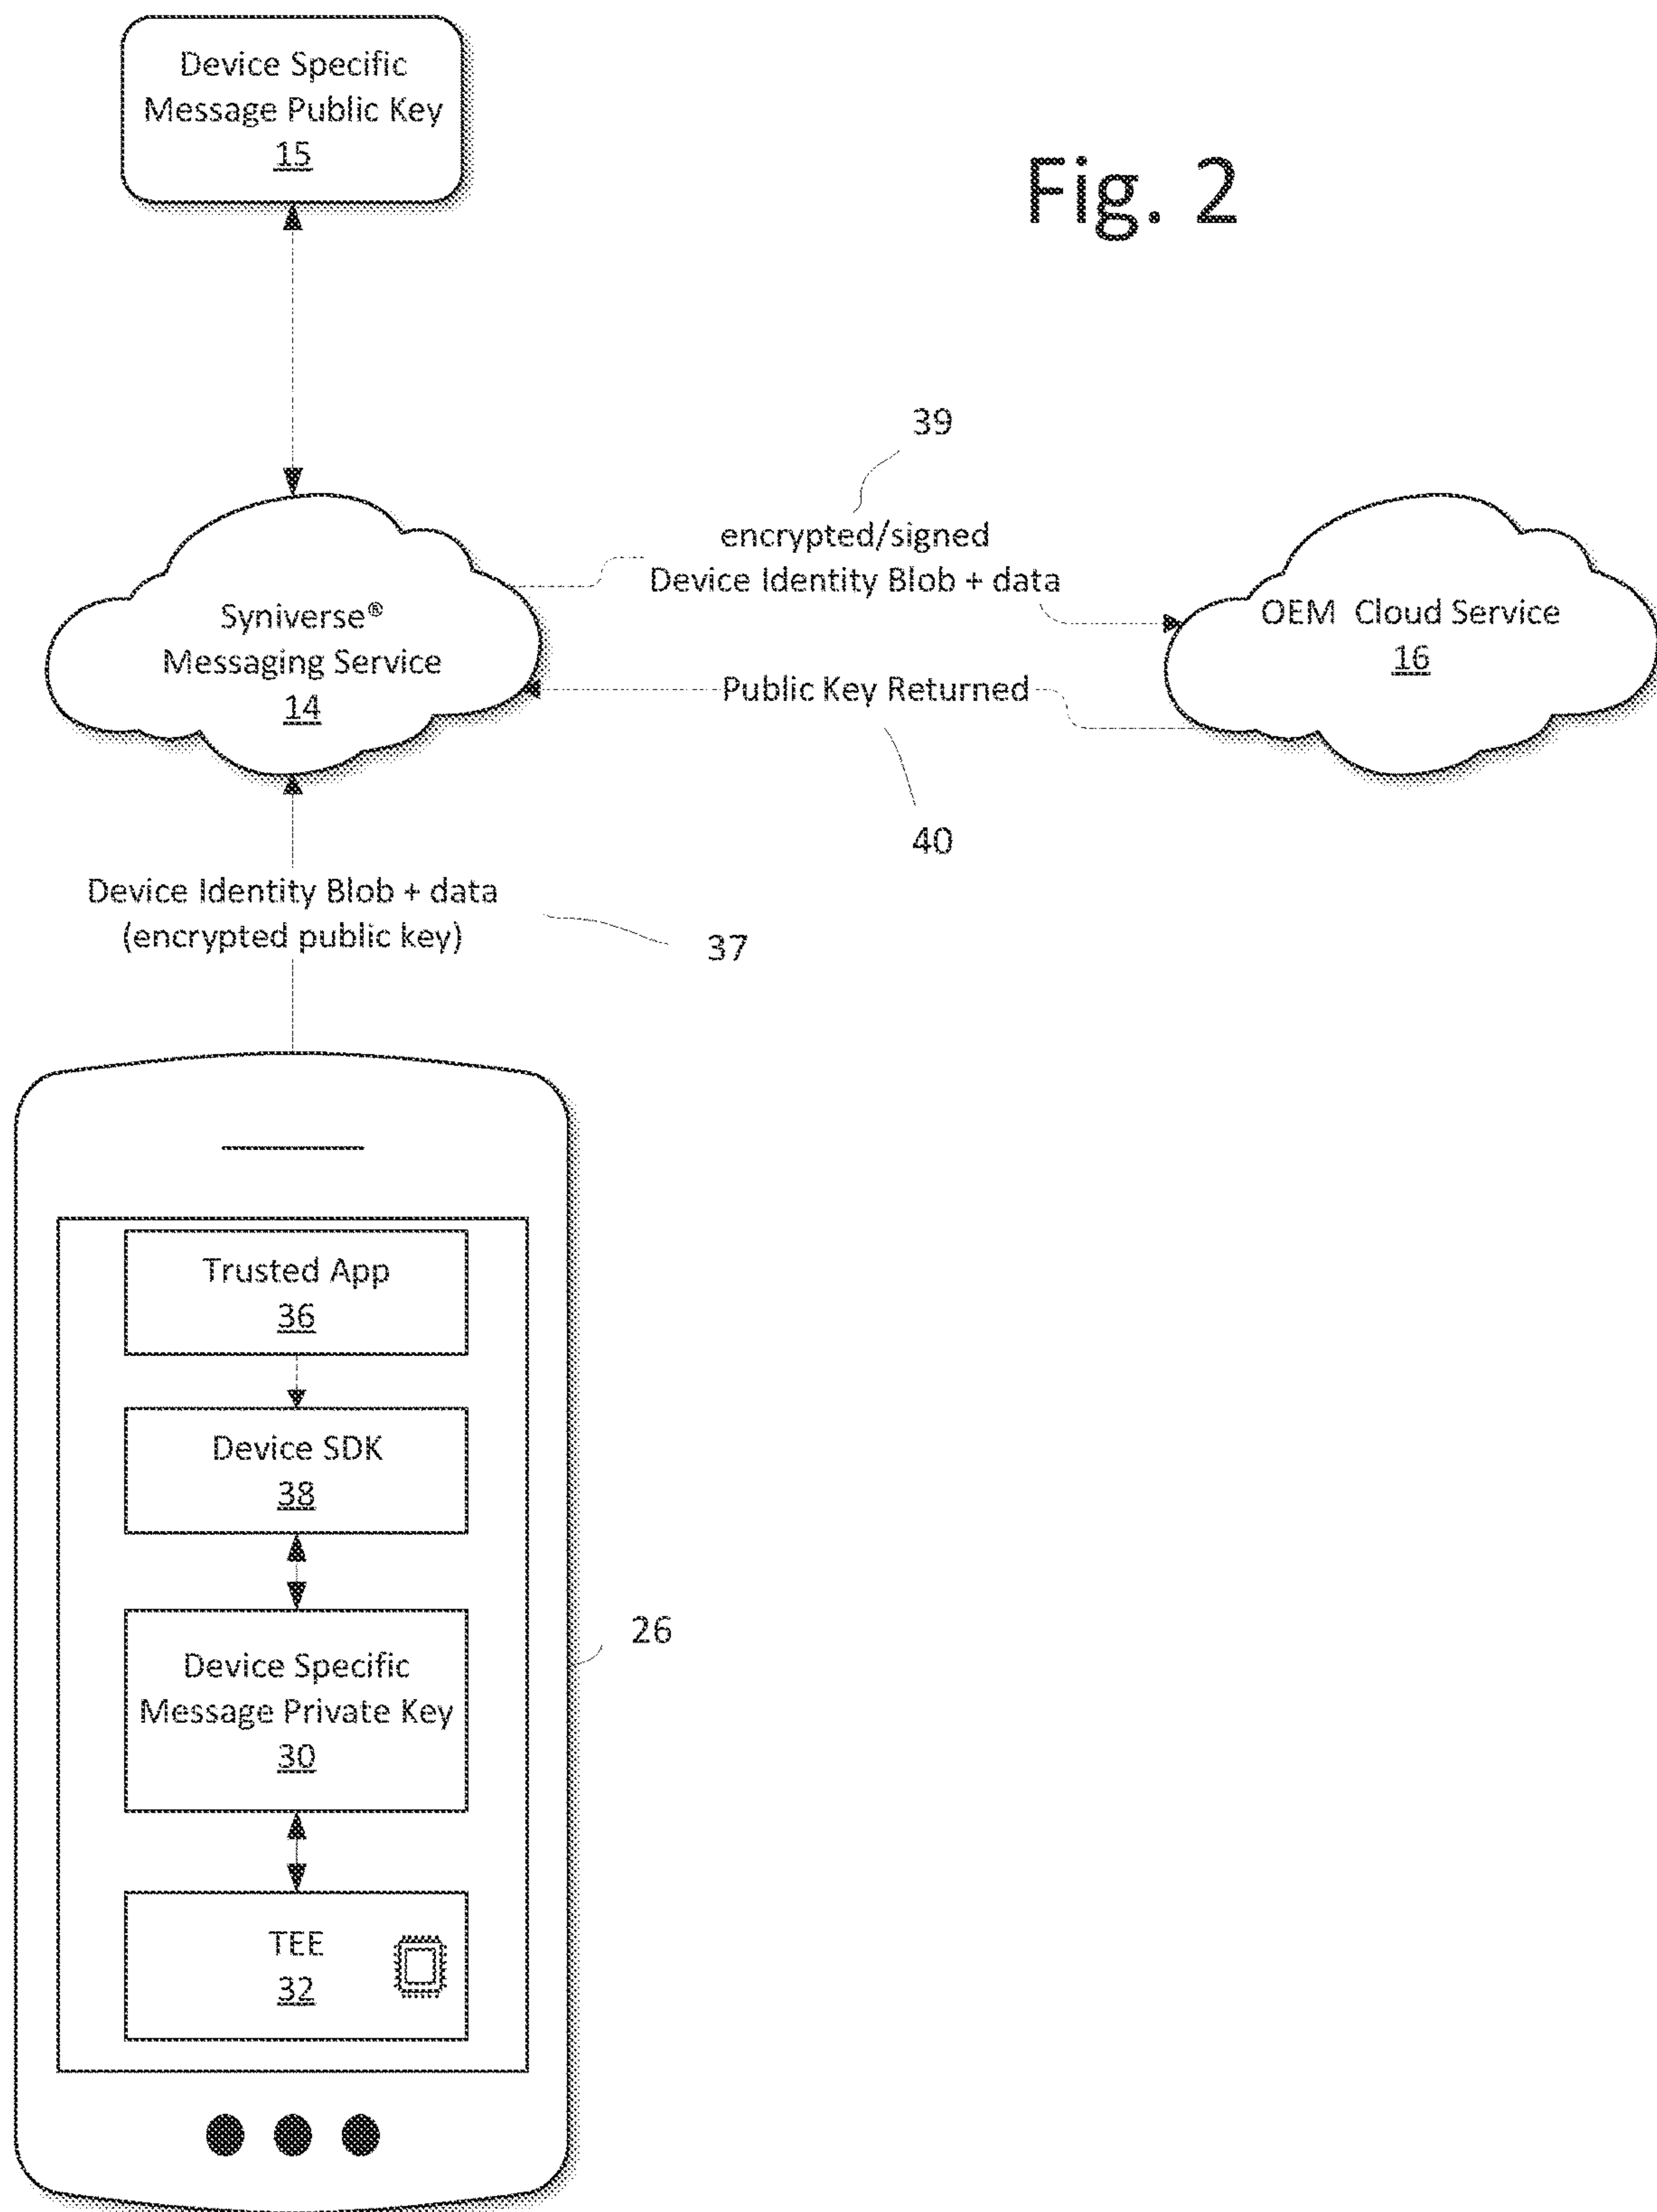 Device Specific
Message Public Key
15
Fig. 2
39
encrypted/signed
Device Identity Blob + data
Syniverse®
Messaging Service
14
OEM Cloud Service
16
Public Key Returned
40
Device Identity Blob + data
(encrypted public key)
37
Trusted App
36
Device SDK
38
Device Specific
Message Private Key
30
26
TEE
32